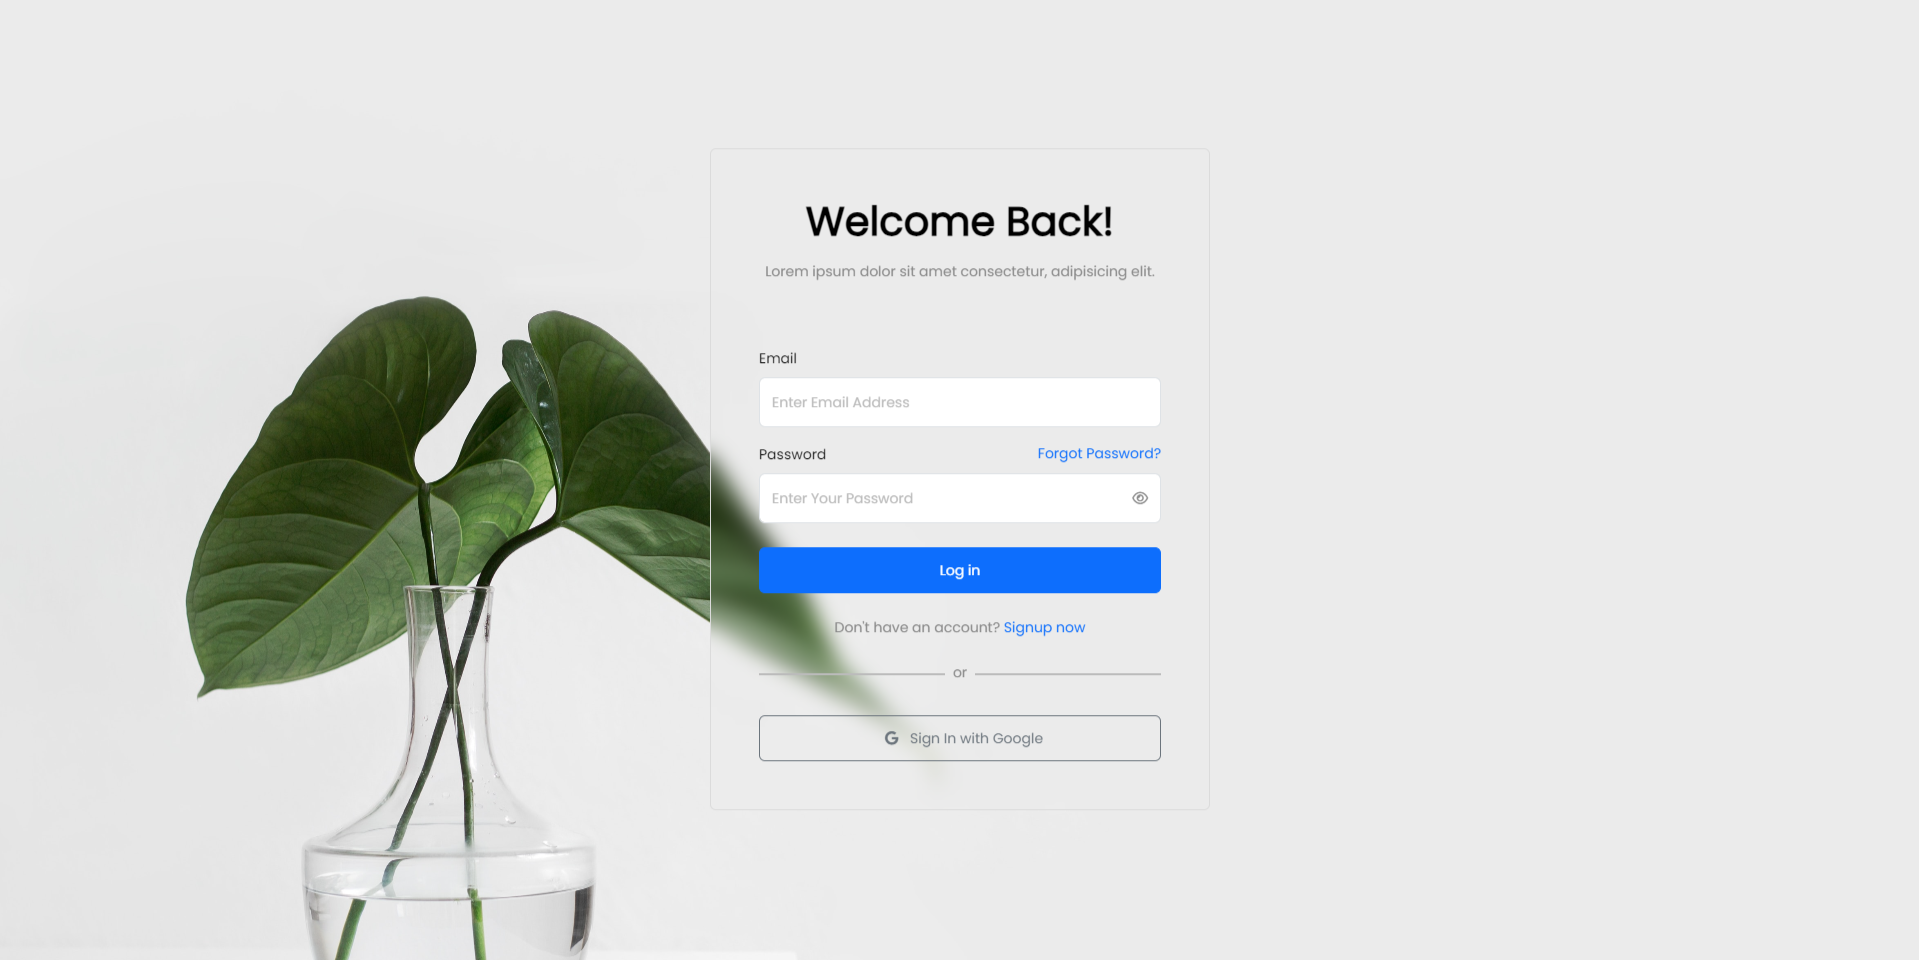 Welcome Back!
Lorem ipsum dolor sit amet consectetur, adipisicing elit.
Email
Enter Email Address
Password Forgot Password?
Enter Your Password
Log in
Don't have an account? Signup now
or
Sign In with Google